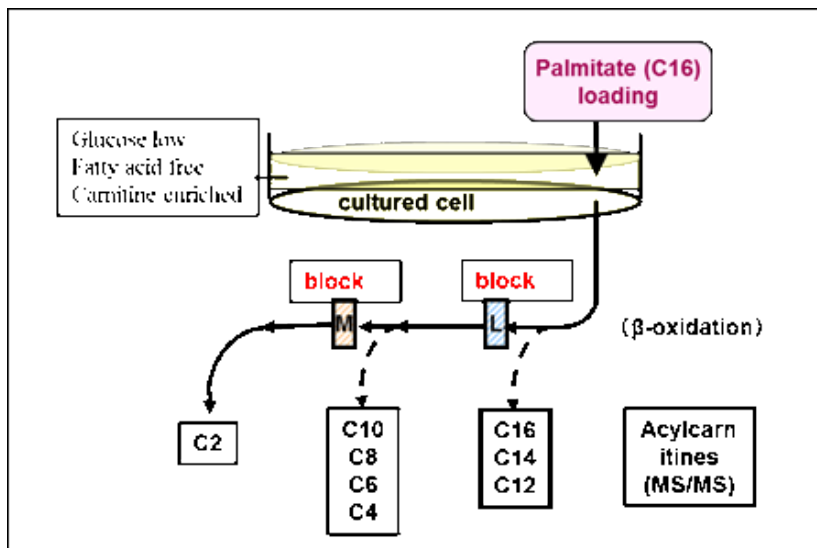 Palmitate (C16)
loading
Glucose low
Fatty acid free
Carnitine enriched
cultured cell
block
block
M
L
(β-oxidation)
C2
C10
C8
C6
C4
C16
C14
C12
Acylcarn
itines
(MS/MS)